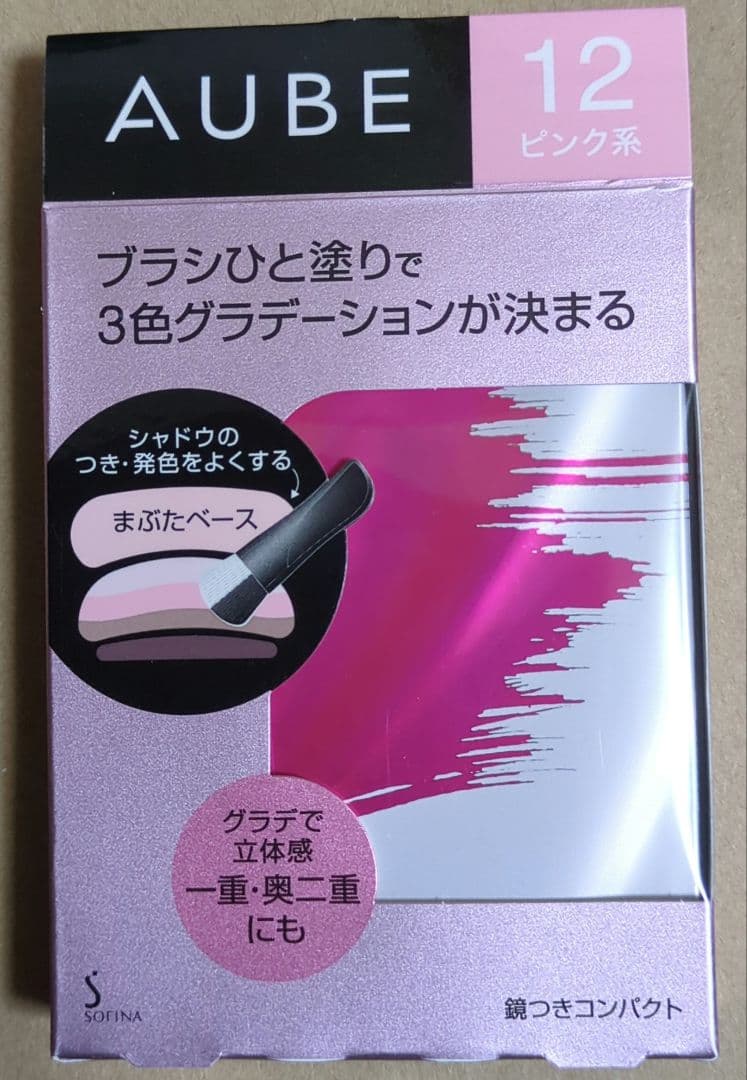 AUBE
12
ピンク系
ブラシひと塗りで
3色グラデーションが決まる
シャドウの
つき・発色をよくする
まぶたベース
グラデで
立体感
一重・奥二重
にも
SOFINA
鏡つきコンパクト